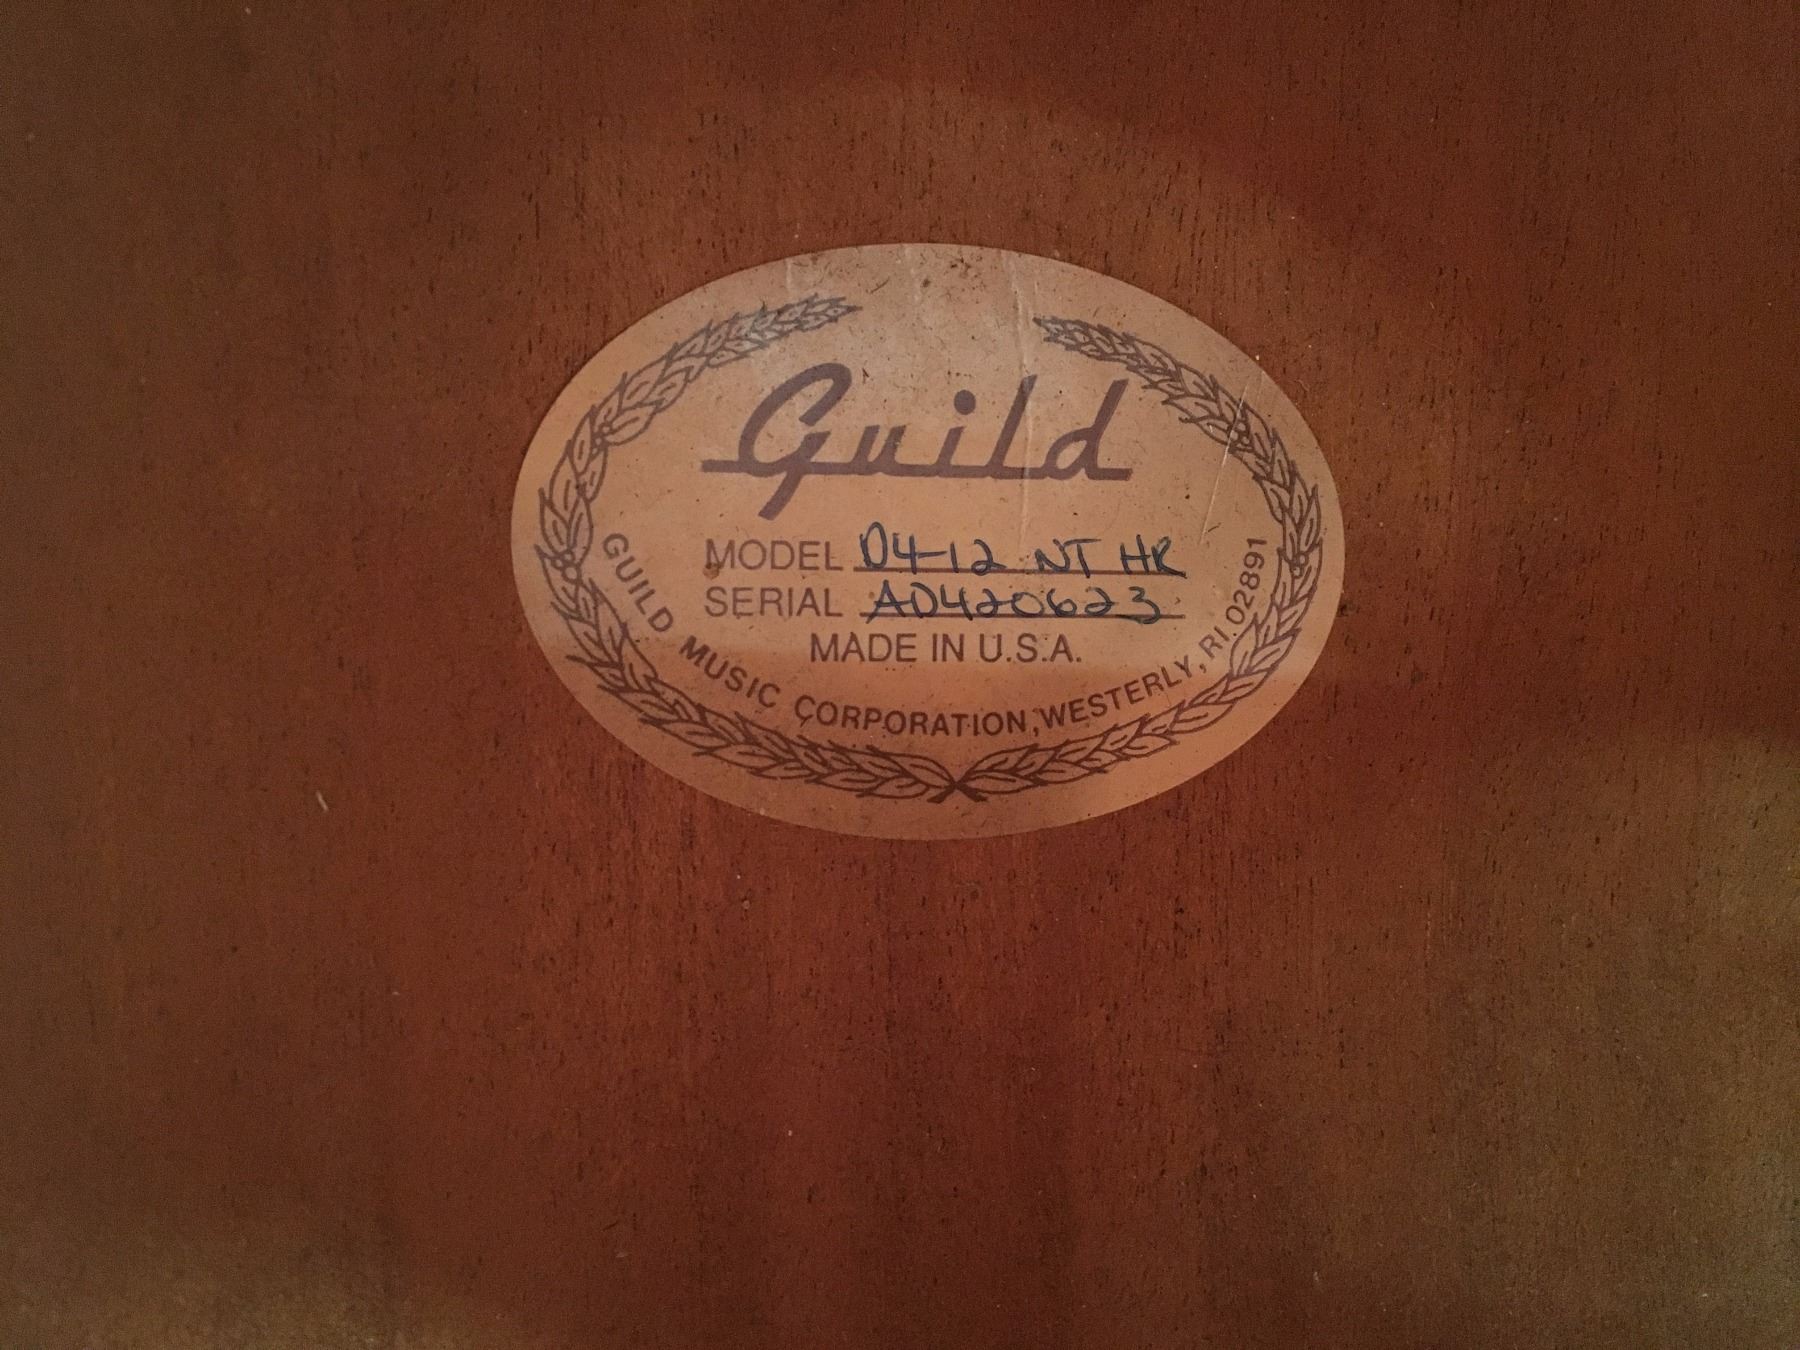 Guild
MODEL D4-12 NT HR
SERIAL AD420623
MADE IN U.S.A.
GUILD MUSIC CORPORATION, WESTERLY, RI 02891